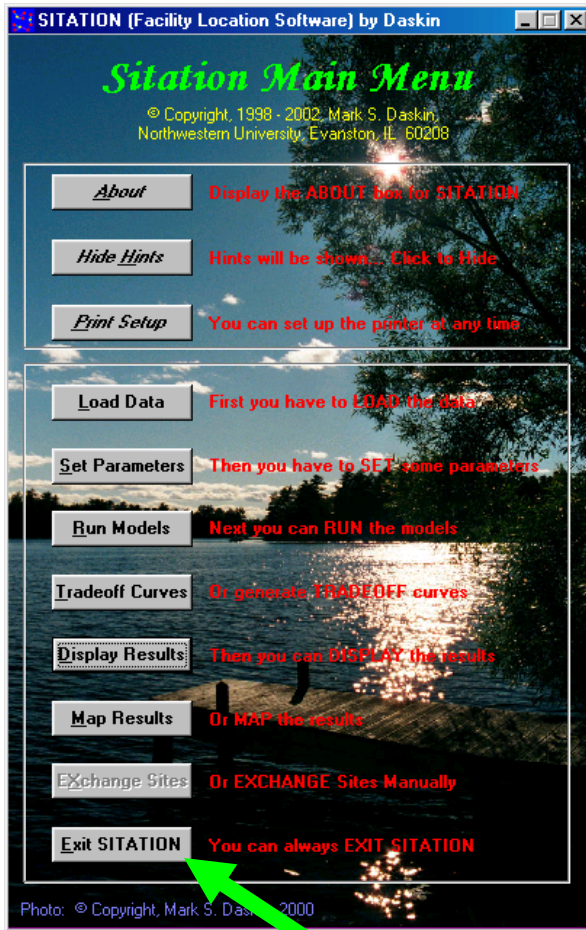 SITATION (Facility Location Software) by Daskin
Sitation Main Menu
© Copyright, 1998 - 2002, Mark S. Daskin,
Northwestern University, Evanston, IL 60208
About Display the ABOUT box for SITATION
Hide Hints Hints will be shown... Click to Hide
Print Setup You can set up the printer at any time
Load Data First you have to LOAD the data
Set Parameters Then you have to SET some parameters
Run Models Next you can RUN the models
Tradeoff Curves Or generate TRADEOFF curves
Display Results Then you can DISPLAY the results
Map Results Or MAP the results
EXchange Sites Or EXCHANGE Sites Manually
Exit SITATION You can always EXIT SITATION
Photo: © Copyright, Mark S. Daskin, 2000